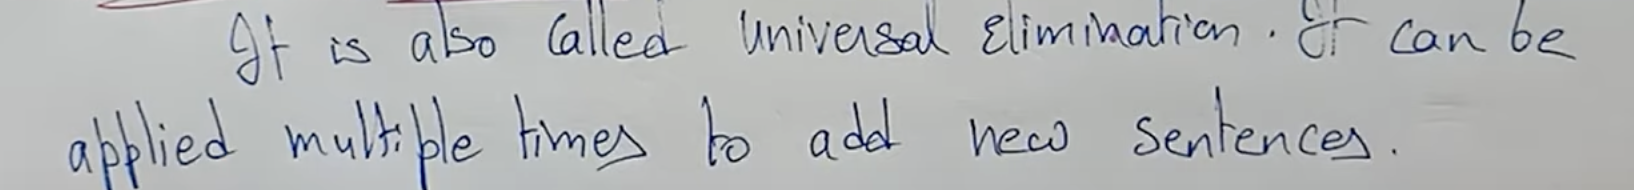 It is also called universal elimination. It can be
applied multiple times to add new sentences.